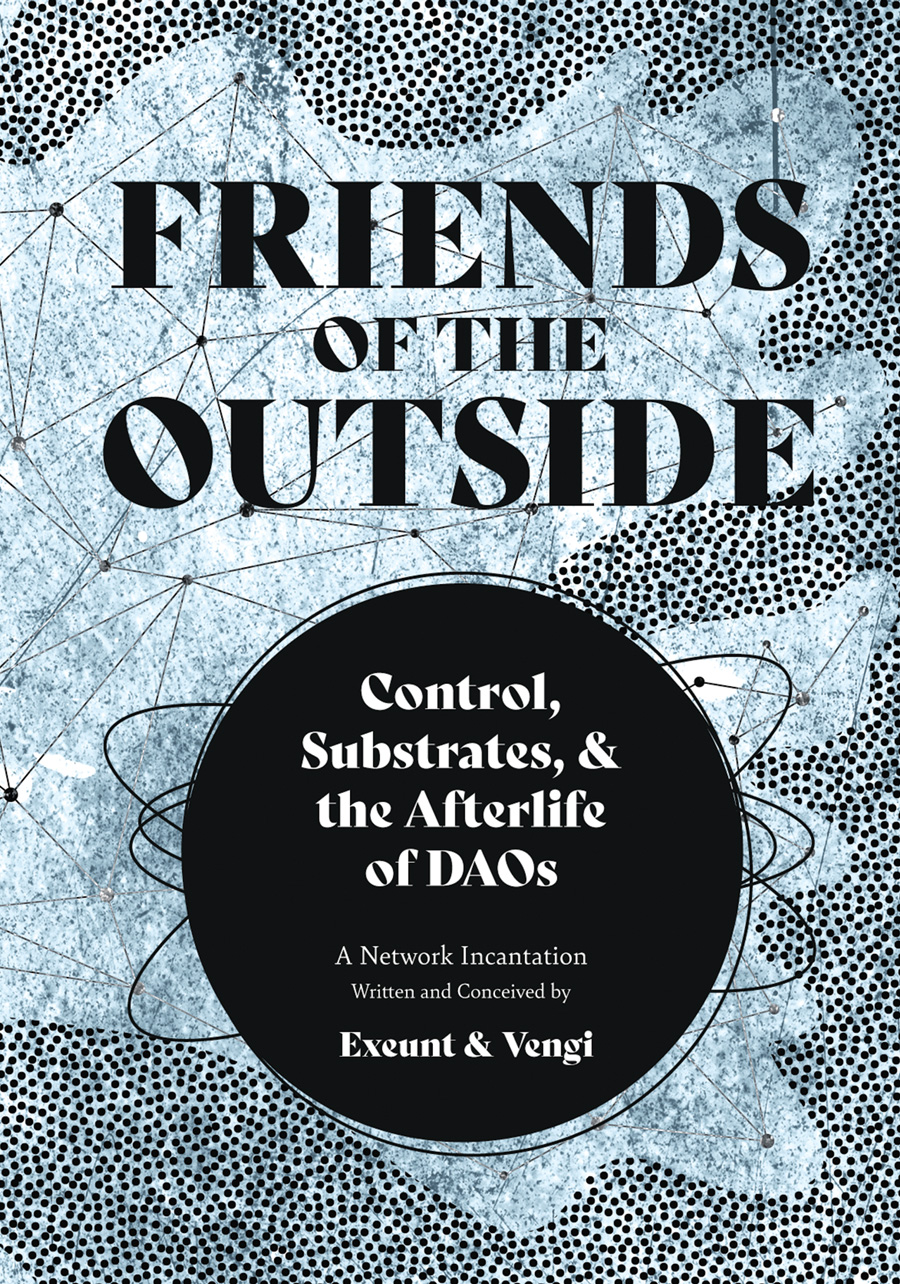 FRIENDS
OF THE
OUTSIDE
Control,
Substrates, &
the Afterlife
of DAOs
A Network Incantation
Written and Conceived by
Exeunt & Vengi